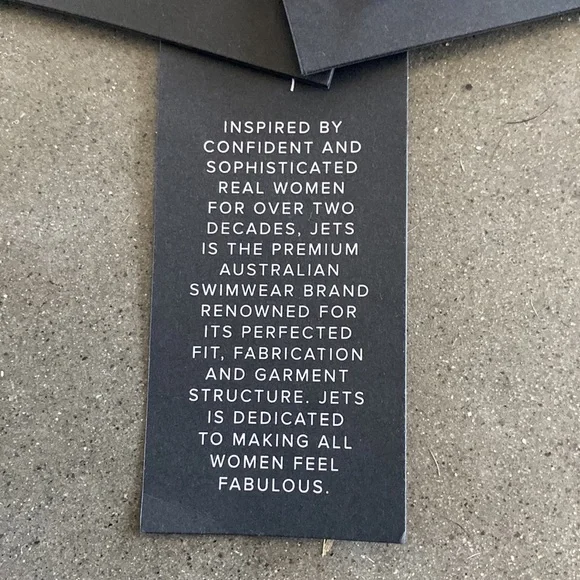 INSPIRED BY
CONFIDENT AND
SOPHISTICATED
REAL WOMEN
FOR OVER TWO
DECADES, JETS
IS THE PREMIUM
AUSTRALIAN
SWIMWEAR BRAND
RENOWNED FOR
ITS PERFECTED
FIT, FABRICATION
AND GARMENT
STRUCTURE. JETS
IS DEDICATED
TO MAKING ALL
WOMEN FEEL
FABULOUS.